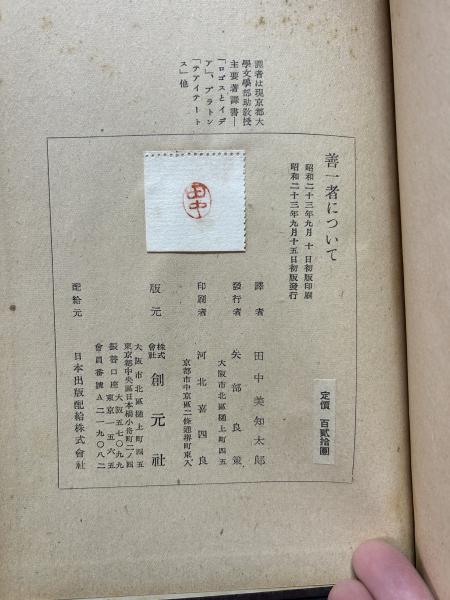 譯者は現京都大
學文學部助敎授
主要著譯書―
「ロゴスとイデ
ア」、プラトン
「テアイテート
ス」他
善一者について
昭和二十三年九月 十日初版印刷
昭和二十三年九月十五日初版發行
定價 百貳拾圓
田中
譯者 田中美知太郎
發行者 矢部良策
大阪市北區樋上町四五
印刷者 河北喜四良
京都市中京區二條通堺町東入
版元 株式會社 創元社
大阪市北區樋上町四五
東京都中央區日本橋小舟町二ノ四
振替口座 大阪五七〇九九
東京一五六五
會員番號A二一九〇八二
配給元 日本出版配給株式會社